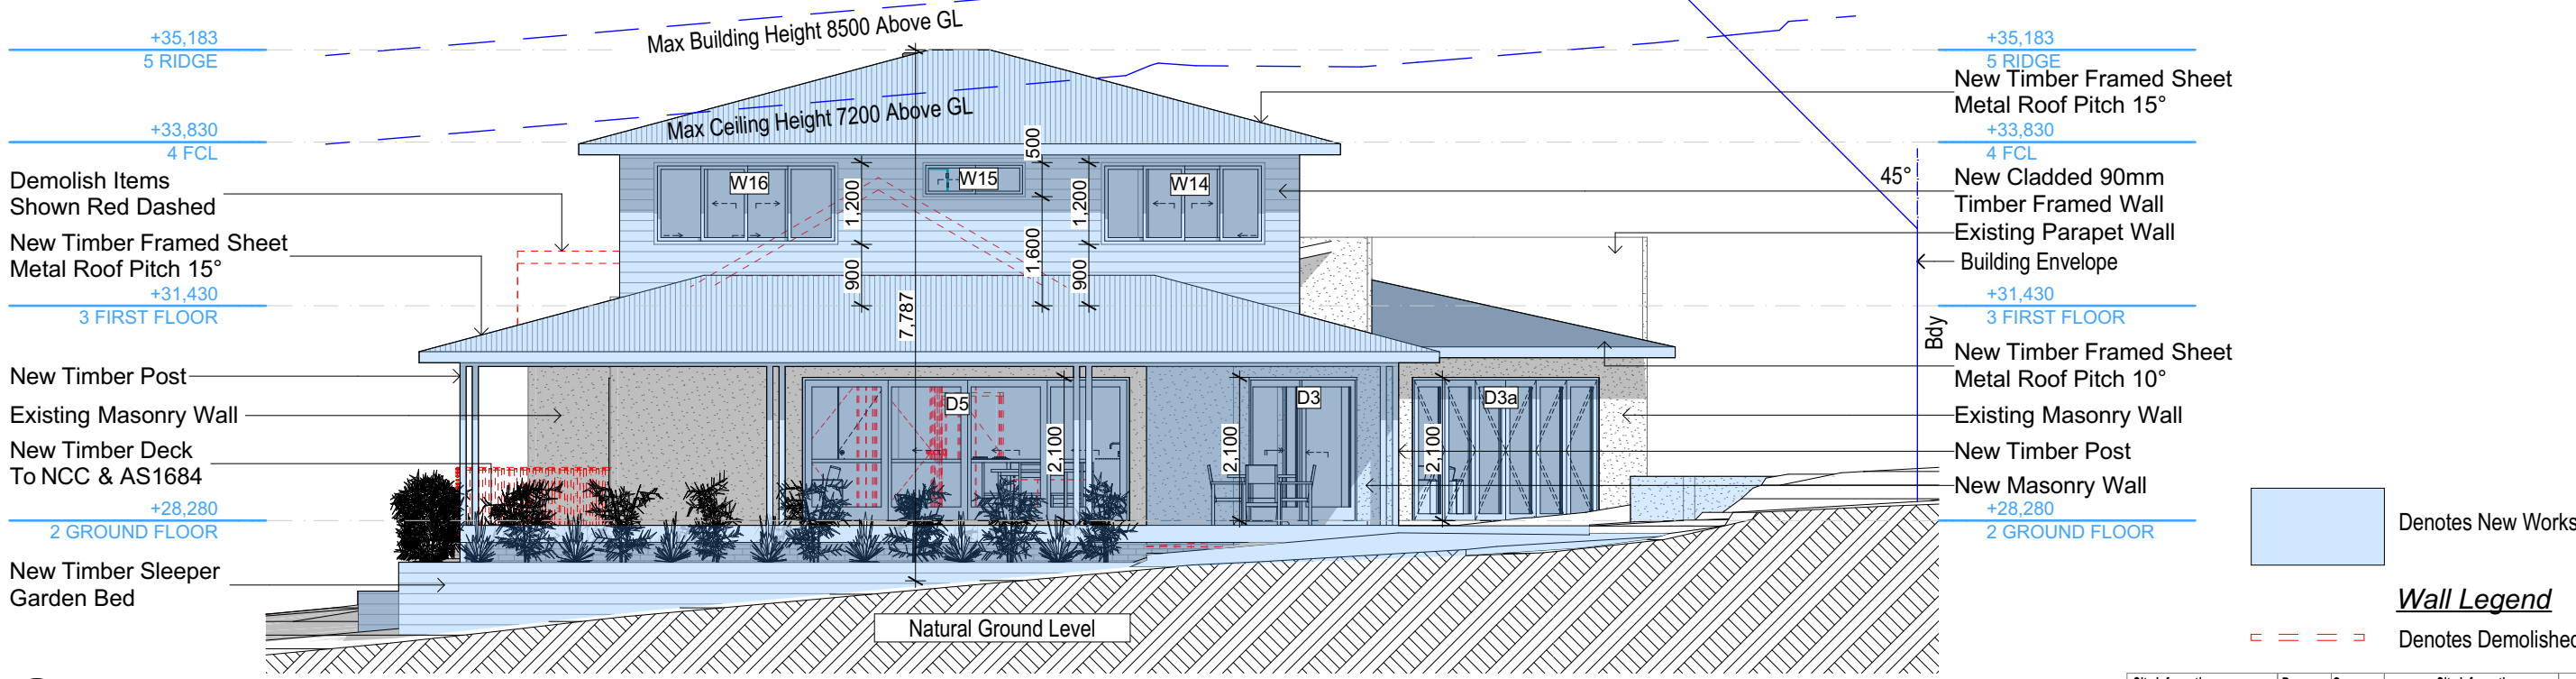 Max Building Height 8500 Above GL
Max Ceiling Height 7200 Above GL
+35,183
5 RIDGE
+33,830
4 FCL
Demolish Items
Shown Red Dashed
New Timber Framed Sheet
Metal Roof Pitch 15°
+31,430
3 FIRST FLOOR
New Timber Post
Existing Masonry Wall
New Timber Deck
To NCC & AS1684
+28,280
2 GROUND FLOOR
New Timber Sleeper
Garden Bed
W16
W15
W14
1,200
900
500
1,600
1,200
900
7,787
D5
D3
D3a
2,100
2,100
2,100
Natural Ground Level
45°
Bdy
+35,183
5 RIDGE
New Timber Framed Sheet
Metal Roof Pitch 15°
+33,830
4 FCL
New Cladded 90mm
Timber Framed Wall
Existing Parapet Wall
Building Envelope
+31,430
3 FIRST FLOOR
New Timber Framed Sheet
Metal Roof Pitch 10°
Existing Masonry Wall
New Timber Post
New Masonry Wall
+28,280
2 GROUND FLOOR
Denotes New Works
Wall Legend
Denotes Demolished